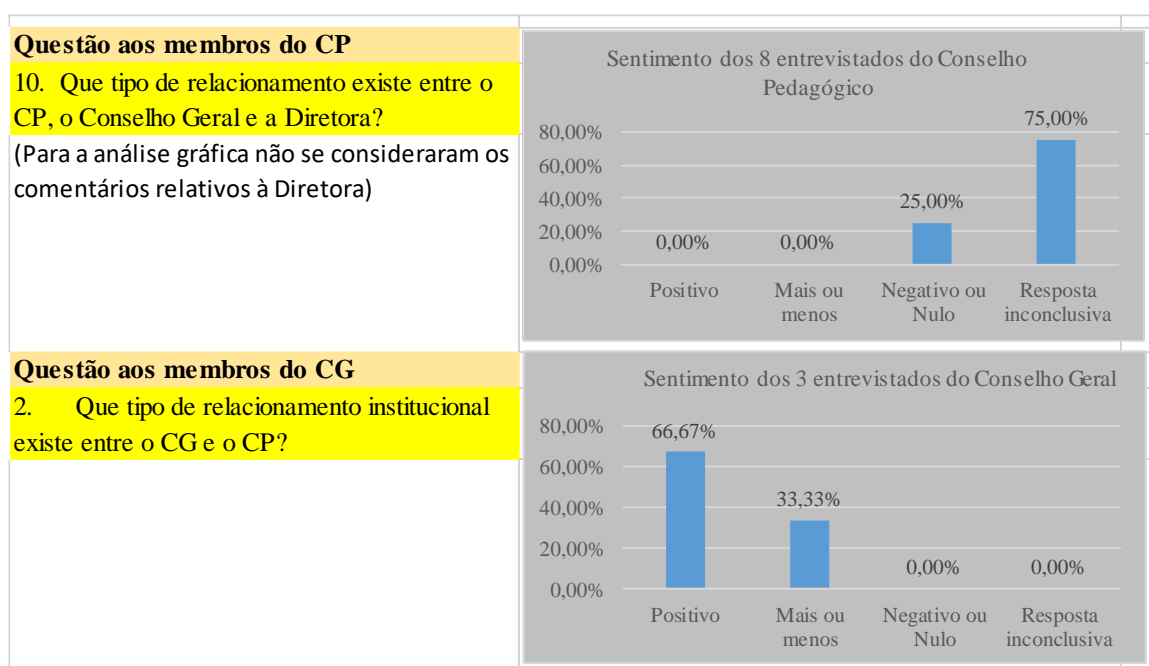 Questão aos membros do CP
10. Que tipo de relacionamento existe entre o
CP, o Conselho Geral e a Diretora?
(Para a análise gráfica não se consideraram os
comentários relativos à Diretora)
Sentimento dos 8 entrevistados do Conselho
Pedagógico
80,00%
60,00%
40,00%
20,00%
0,00%
0,00%
0,00%
25,00%
75,00%
Positivo
Mais ou
menos
Negativo ou
Nulo
Resposta
inconclusiva
Questão aos membros do CG
2. Que tipo de relacionamento institucional
existe entre o CG e o CP?
Sentimento dos 3 entrevistados do Conselho Geral
80,00%
60,00%
40,00%
20,00%
0,00%
66,67%
33,33%
0,00%
0,00%
Positivo
Mais ou
menos
Negativo ou
Nulo
Resposta
inconclusiva